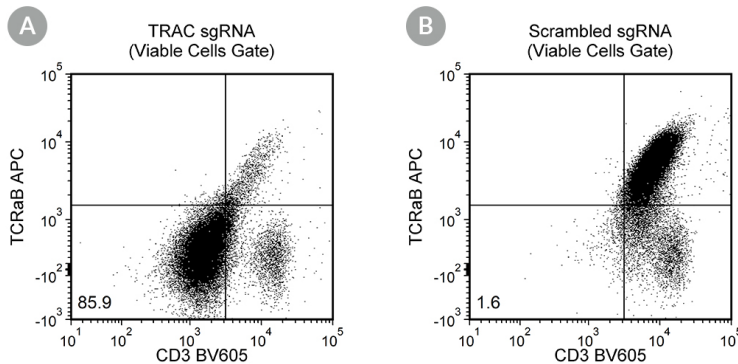 A
TRAC sgRNA
(Viable Cells Gate)
10^5
10^4
10^3
-10^2
-10^3
TCRaB APC
85.9
10^1
10^2
10^3
10^4
10^5
CD3 BV605
B
Scrambled sgRNA
(Viable Cells Gate)
10^5
10^4
10^3
-10^2
-10^3
TCRaB APC
1.6
10^1
10^2
10^3
10^4
10^5
CD3 BV605